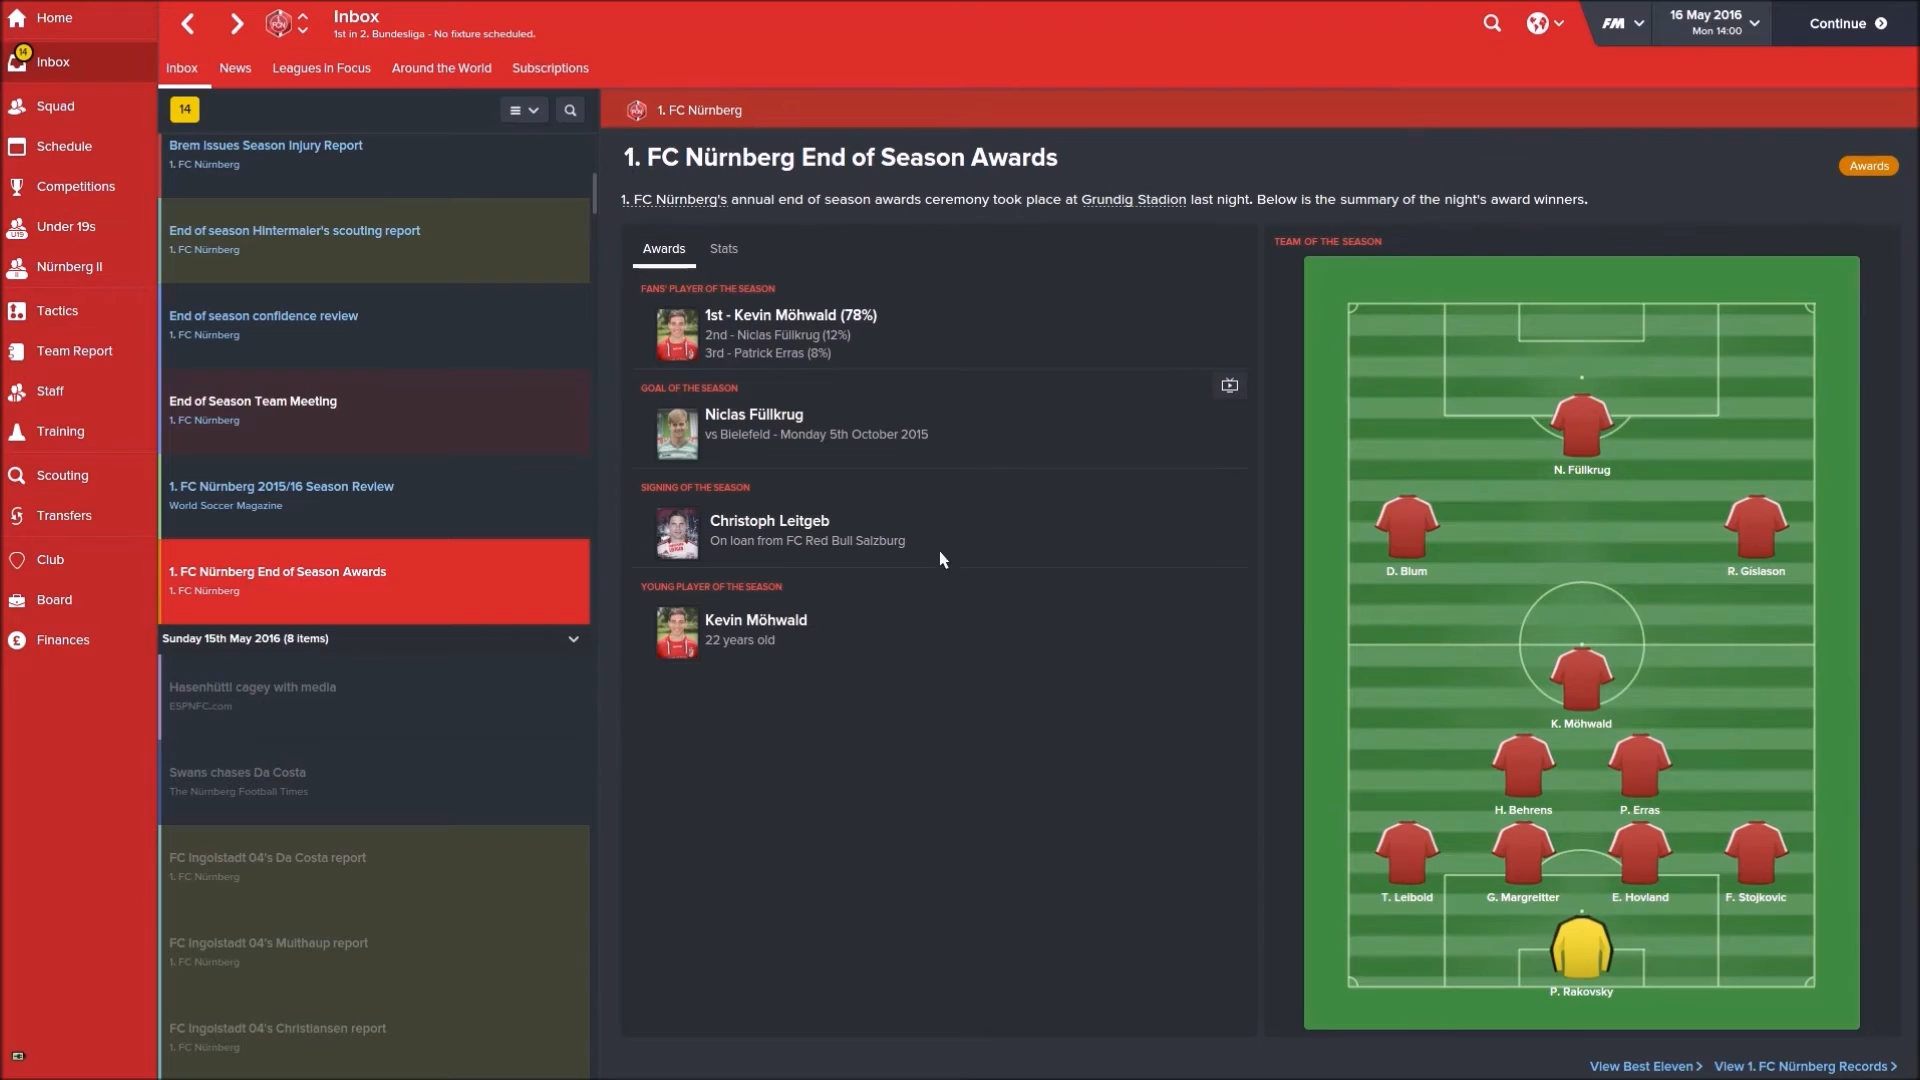 Home
14
Inbox
Squad
Schedule
Competitions
Under 19s
Nürnberg II
Tactics
Team Report
Staff
Training
Scouting
Transfers
Club
Board
Finances
Inbox
1st in 2. Bundesliga - No fixture scheduled.
FM
16 May 2016
Mon 14:00
Continue
Inbox News Leagues in Focus Around the World Subscriptions
14
Brem issues Season Injury Report
1. FC Nürnberg
End of season Hintermaier's scouting report
1. FC Nürnberg
End of season confidence review
1. FC Nürnberg
End of Season Team Meeting
1. FC Nürnberg
1. FC Nürnberg 2015/16 Season Review
World Soccer Magazine
1. FC Nürnberg End of Season Awards
1. FC Nürnberg
Sunday 15th May 2016 (8 items)
Hasenhüttl cagey with media
ESPNFC.com
Swans chases Da Costa
The Nürnberg Football Times
FC Ingolstadt 04's Da Costa report
1. FC Nürnberg
FC Ingolstadt 04's Multhaup report
1. FC Nürnberg
FC Ingolstadt 04's Christiansen report
1. FC Nürnberg
1. FC Nürnberg
1. FC Nürnberg End of Season Awards
Awards
1. FC Nürnberg's annual end of season awards ceremony took place at Grundig Stadion last night. Below is the summary of the night's award winners.
Awards Stats
FANS' PLAYER OF THE SEASON
1st - Kevin Möhwald (78%)
2nd - Niclas Füllkrug (12%)
3rd - Patrick Erras (8%)
GOAL OF THE SEASON
Niclas Füllkrug
vs Bielefeld - Monday 5th October 2015
SIGNING OF THE SEASON
Christoph Leitgeb
On loan from FC Red Bull Salzburg
YOUNG PLAYER OF THE SEASON
Kevin Möhwald
22 years old
TEAM OF THE SEASON
N. Füllkrug
D. Blum R. Gíslason
K. Möhwald
H. Behrens P. Erras
T. Leibold G. Margreitter E. Hovland F. Stojkovic
P. Rakovsky
View Best Eleven > View 1. FC Nürnberg Records >